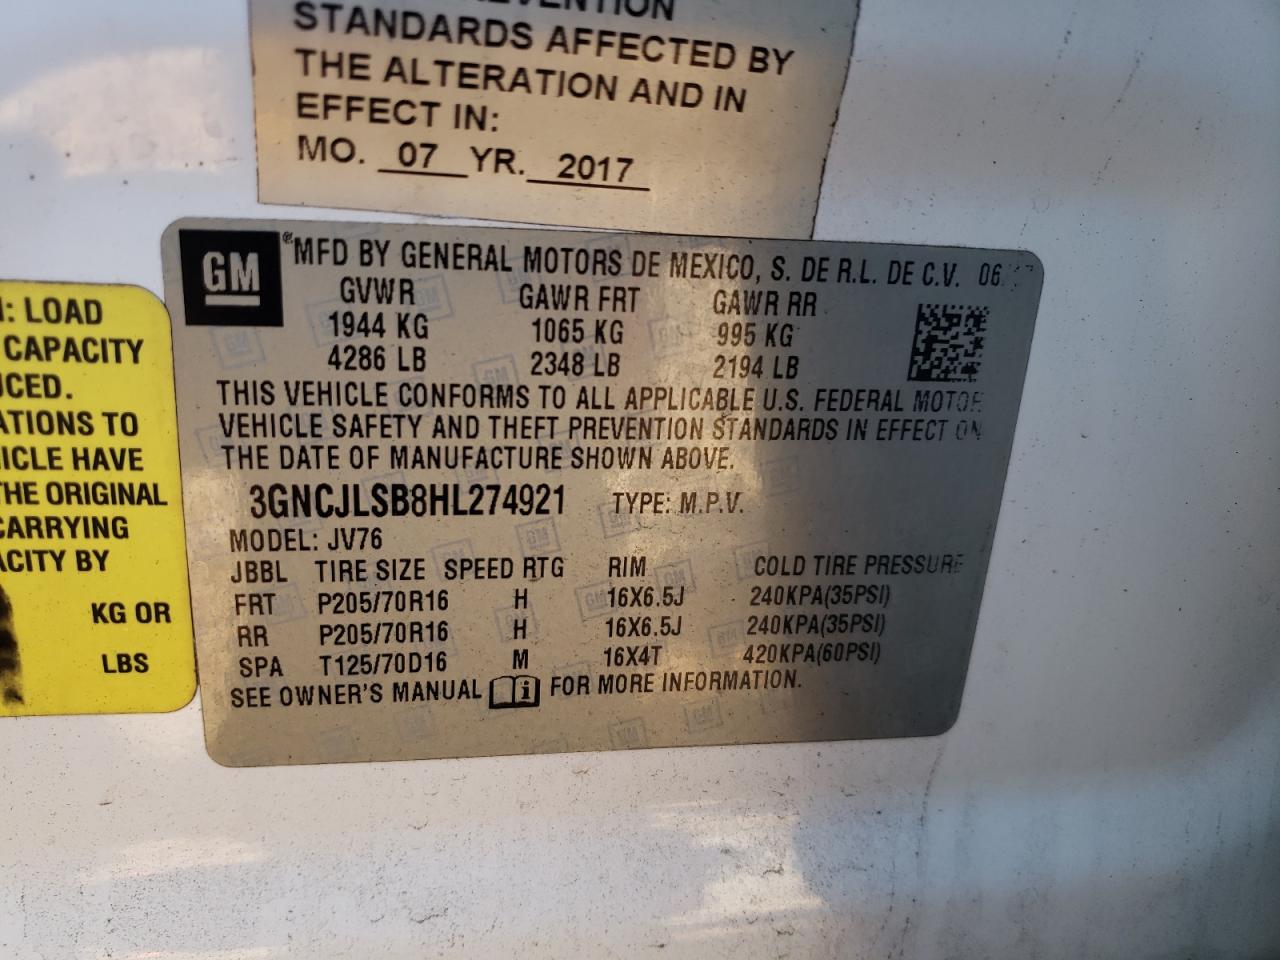 STANDARDS AFFECTED BY
THE ALTERATION AND IN
EFFECT IN:
MO. 07 YR. 2017
GM
®MFD BY GENERAL MOTORS DE MEXICO, S. DE R.L. DE C.V. 06
GVWR GAWR FRT GAWR RR
1944 KG 1065 KG 995 KG
4286 LB 2348 LB 2194 LB
THIS VEHICLE CONFORMS TO ALL APPLICABLE U.S. FEDERAL MOTOR
VEHICLE SAFETY AND THEFT PREVENTION STANDARDS IN EFFECT ON
THE DATE OF MANUFACTURE SHOWN ABOVE.
3GNCJLSB8HL274921 TYPE: M.P.V.
MODEL: JV76
JBBL TIRE SIZE SPEED RTG RIM COLD TIRE PRESSURE
FRT P205/70R16 H 16X6.5J 240KPA(35PSI)
RR P205/70R16 H 16X6.5J 240KPA(35PSI)
SPA T125/70D16 M 16X4T 420KPA(60PSI)
SEE OWNER'S MANUAL i FOR MORE INFORMATION.
: LOAD
CAPACITY
UCED.
ATIONS TO
ICLE HAVE
THE ORIGINAL
CARRYING
ACITY BY
KG OR
LBS